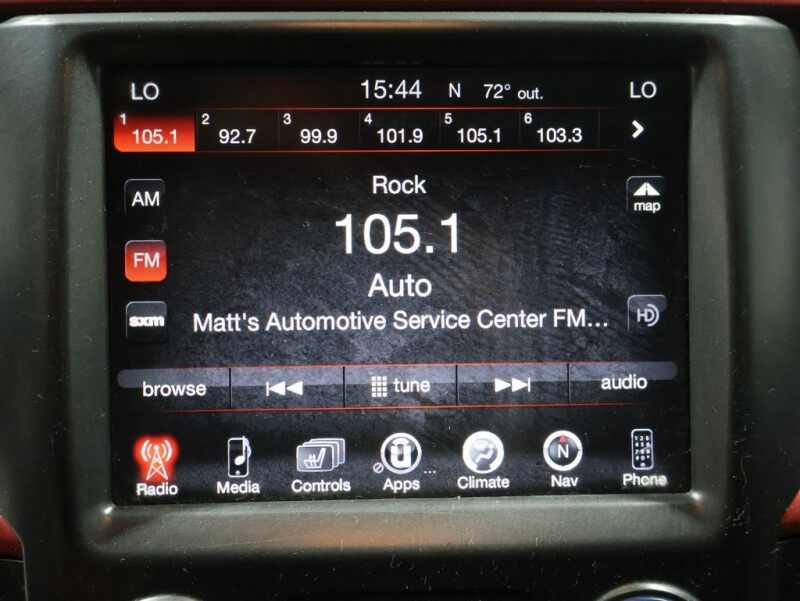 LO 15:44 N 72° out. LO
1 105.1 2 92.7 3 99.9 4 101.9 5 105.1 6 103.3
Rock
AM
map
105.1
FM
Auto
sxm
Matt's Automotive Service Center FM...
HD
browse tune audio
N
Radio Media Controls Apps ... Climate Nav Phone